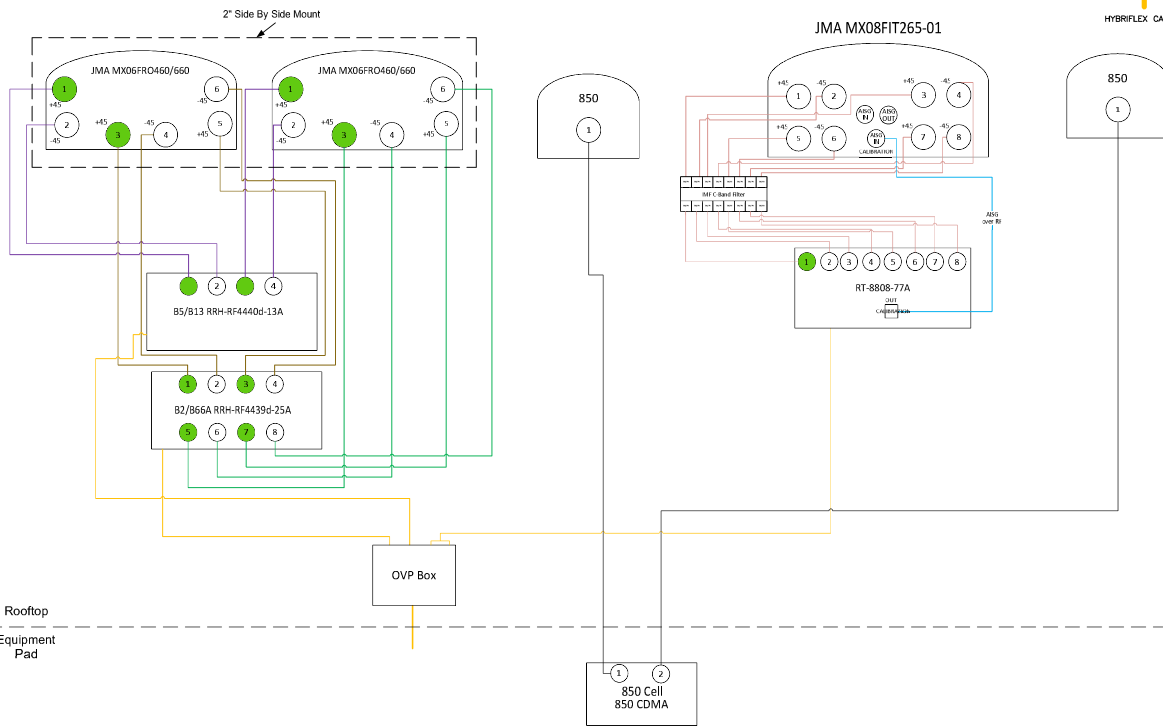 2" Side By Side Mount
HYBRIFLEX CA
JMA MX06FRO460/660
1
+45
2
-45
+45
3
-45
4
6
-45
5
+45
JMA MX06FRO460/660
1
+45
2
-45
+45
3
-45
4
6
-45
5
+45
850
1
JMA MX08FIT265-01
+45
1
-45
2
+45
3
-45
4
AISG
IN
AISG
OUT
+45
5
-45
6
AISG
IN
CALIBRATION
+45
7
-45
8
850
1
IMF C-Band Filter
AISG
over RF
1 2 3 4 5 6 7 8
RT-8808-77A
OUT
CALIBRATION
2 4
B5/B13 RRH-RF4440d-13A
1 2 3 4
B2/B66A RRH-RF4439d-25A
5 6 7 8
OVP Box
Rooftop
Equipment
Pad
1 2
850 Cell
850 CDMA